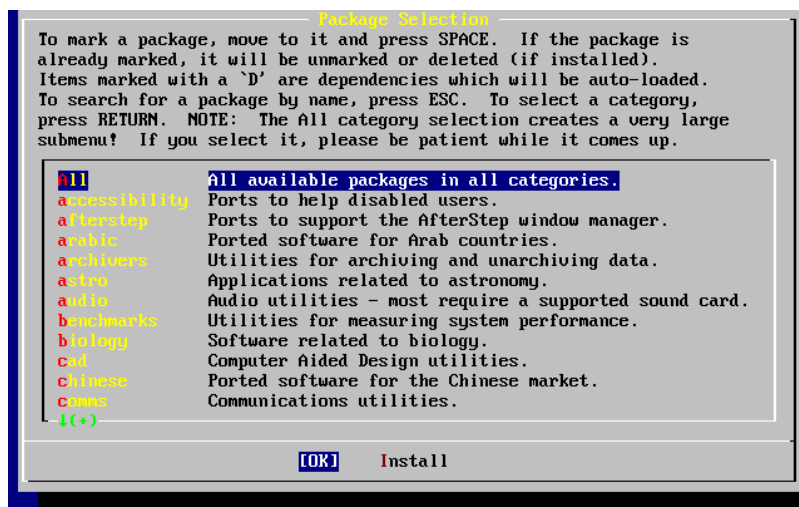 Package Selection
To mark a package, move to it and press SPACE.  If the package is
already marked, it will be unmarked or deleted (if installed).
Items marked with a `D' are dependencies which will be auto-loaded.
To search for a package by name, press ESC.  To select a category,
press RETURN.  NOTE:  The All category selection creates a very large
submenu!  If you select it, please be patient while it comes up.
All All available packages in all categories.
accessibility Ports to help disabled users.
afterstep Ports to support the AfterStep window manager.
arabic Ported software for Arab countries.
archivers Utilities for archiving and unarchiving data.
astro Applications related to astronomy.
audio Audio utilities - most require a supported sound card.
benchmarks Utilities for measuring system performance.
biology Software related to biology.
cad Computer Aided Design utilities.
chinese Ported software for the Chinese market.
comms Communications utilities.
↓(+)
[OK] Install